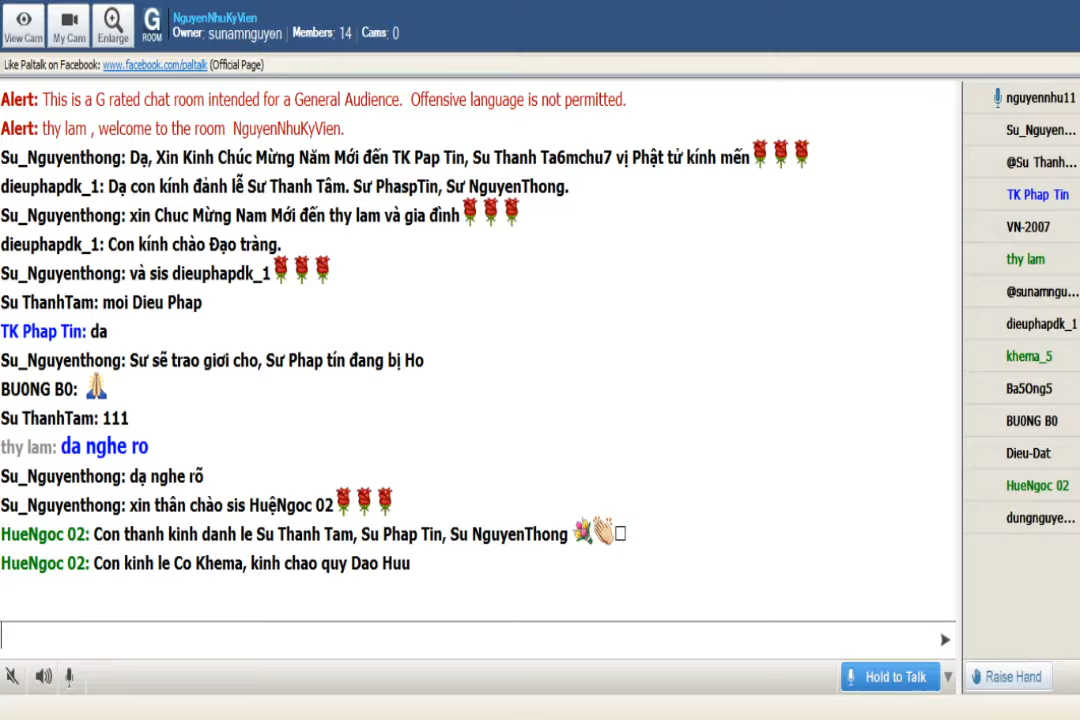 View Cam
My Cam
Enlarge
G
ROOM
NguyenNhuKyVien
Owner: sunamnguyen | Members: 14 | Cams: 0
Like Paltalk on Facebook: www.facebook.com/paltalk (Official Page)
Alert: This is a G rated chat room intended for a General Audience. Offensive language is not permitted.
Alert: thy lam , welcome to the room NguyenNhuKyVien.
Su_Nguyenthong: Dạ, Xin Kinh Chúc Mừng Năm Mới đến TK Pap Tin, Su Thanh Ta6mchu7 vị Phật tử kính mến
dieuphapdk_1: Dạ con kính đảnh lễ Sư Thanh Tâm. Sư PhaspTin, Sư NguyenThong.
Su_Nguyenthong: xin Chuc Mừng Nam Mới đến thy lam và gia đình
dieuphapdk_1: Con kính chào Đạo tràng.
Su_Nguyenthong: và sis dieuphapdk_1
Su ThanhTam: moi Dieu Phap
TK Phap Tin: da
Su_Nguyenthong: Sư sẽ trao giơi cho, Sư Phap tín đang bị Ho
BU0NG B0:
Su ThanhTam: 111
thy lam: da nghe ro
Su_Nguyenthong: dạ nghe rõ
Su_Nguyenthong: xin thân chào sis HuệNgoc 02
HueNgoc 02: Con thanh kinh danh le Su Thanh Tam, Su Phap Tin, Su NguyenThong
HueNgoc 02: Con kinh le Co Khema, kinh chao quy Dao Huu
Hold to Talk
nguyennhu11
Su_Nguyen...
@Su Thanh...
TK Phap Tin
VN-2007
thy lam
@sunamngu...
dieuphapdk_1
khema_5
Ba5Ong5
BU0NG B0
Dieu-Dat
HueNgoc 02
dungnguye...
Raise Hand